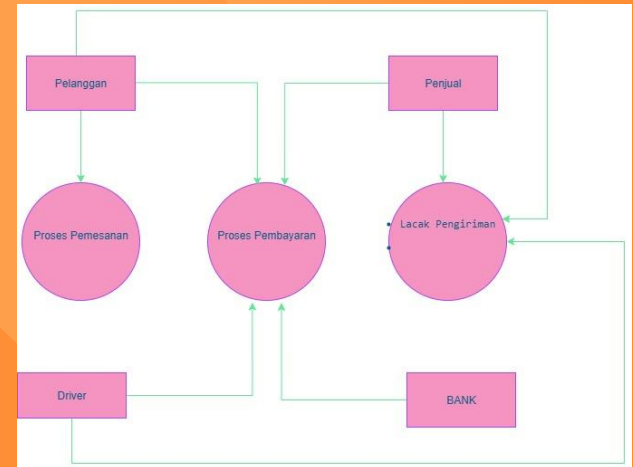 Pelanggan
Penjual
Proses Pemesanan
Proses Pembayaran
Lacak Pengiriman
Driver
BANK